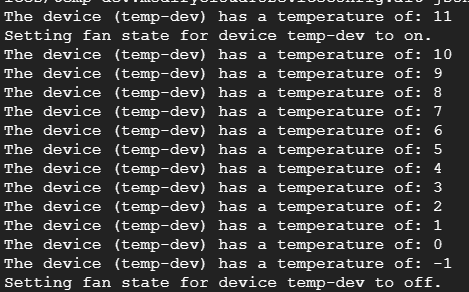 The device (temp-dev) has a temperature of: 11
Setting fan state for device temp-dev to on.
The device (temp-dev) has a temperature of: 10
The device (temp-dev) has a temperature of: 9
The device (temp-dev) has a temperature of: 8
The device (temp-dev) has a temperature of: 7
The device (temp-dev) has a temperature of: 6
The device (temp-dev) has a temperature of: 5
The device (temp-dev) has a temperature of: 4
The device (temp-dev) has a temperature of: 3
The device (temp-dev) has a temperature of: 2
The device (temp-dev) has a temperature of: 1
The device (temp-dev) has a temperature of: 0
The device (temp-dev) has a temperature of: -1
Setting fan state for device temp-dev to off.